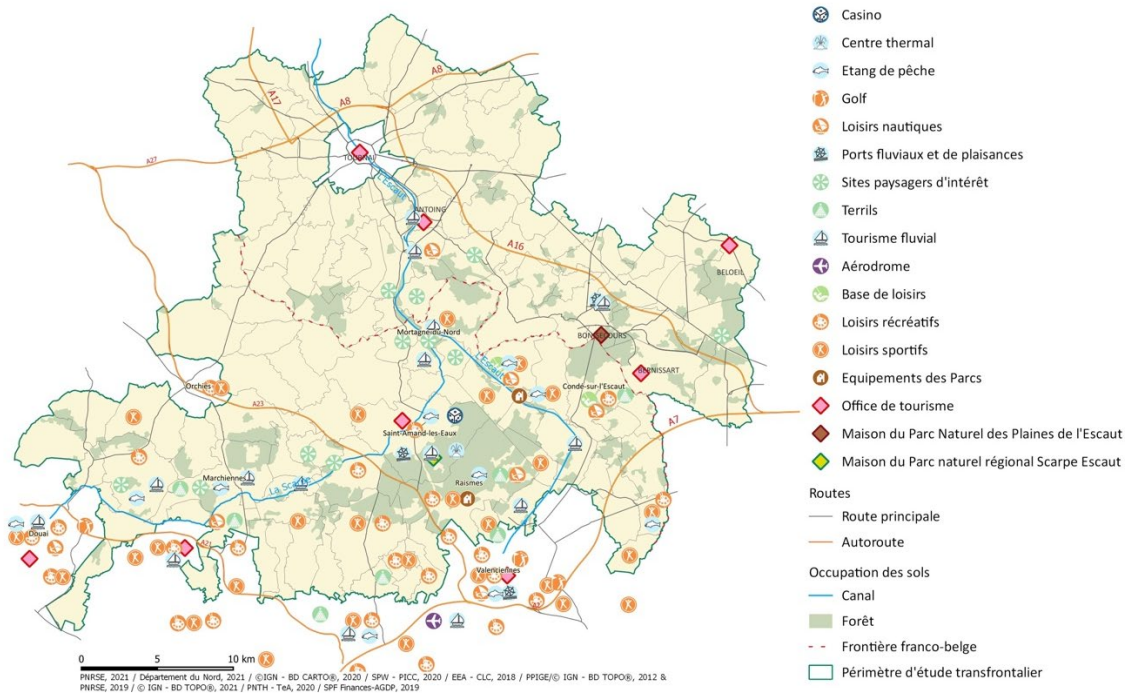 Casino
Centre thermal
Etang de pêche
Golf
Loisirs nautiques
Ports fluviaux et de plaisances
Sites paysagers d'intérêt
Terrils
Tourisme fluvial
Aérodrome
Base de loisirs
Loisirs récréatifs
Loisirs sportifs
Equipements des Parcs
Office de tourisme
Maison du Parc Naturel des Plaines de l'Escaut
Maison du Parc naturel régional Scarpe Escaut
Routes
Route principale
Autoroute
Occupation des sols
Canal
Forêt
Frontière franco-belge
Périmètre d'étude transfrontalier
A8
A17
A8
A27
TOURNAI
L'Escaut
ANTOING
A16
BELOEIL
Mortagne-du-Nord
BONSECOURS
L'Escaut
BERNISSART
Orchies
Condé-sur-l'Escaut
A23
A7
Saint-Amand-les-Eaux
Marchiennes
La Scarpe
Raismes
Douai
A21
Valenciennes
0 5 10 km
PNRSE, 2021 / Département du Nord, 2021 / ©IGN - BD CARTO®, 2020 / SPW - PICC, 2020 / EEA - CLC, 2018 / PPIGE/© IGN - BD TOPO®, 2012 &
PNRSE, 2019 / © IGN - BD TOPO®, 2021 / PNTH - TeA, 2020 / SPF Finances-AGDP, 2019